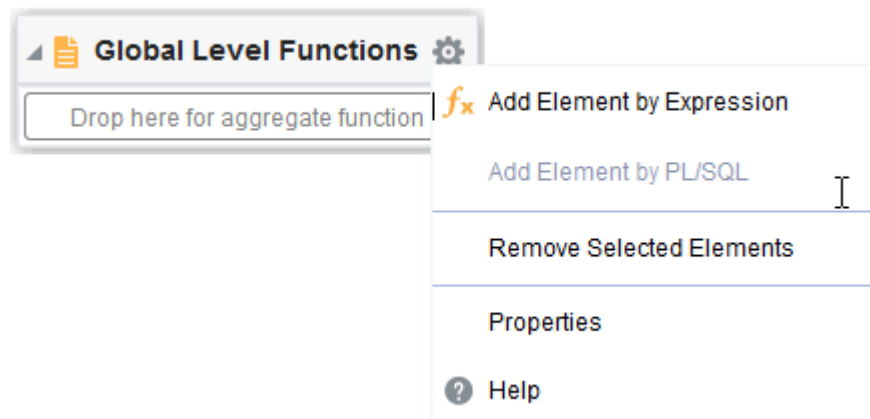 Global Level Functions
Drop here for aggregate function
fx Add Element by Expression
Add Element by PL/SQL
Remove Selected Elements
Properties
? Help